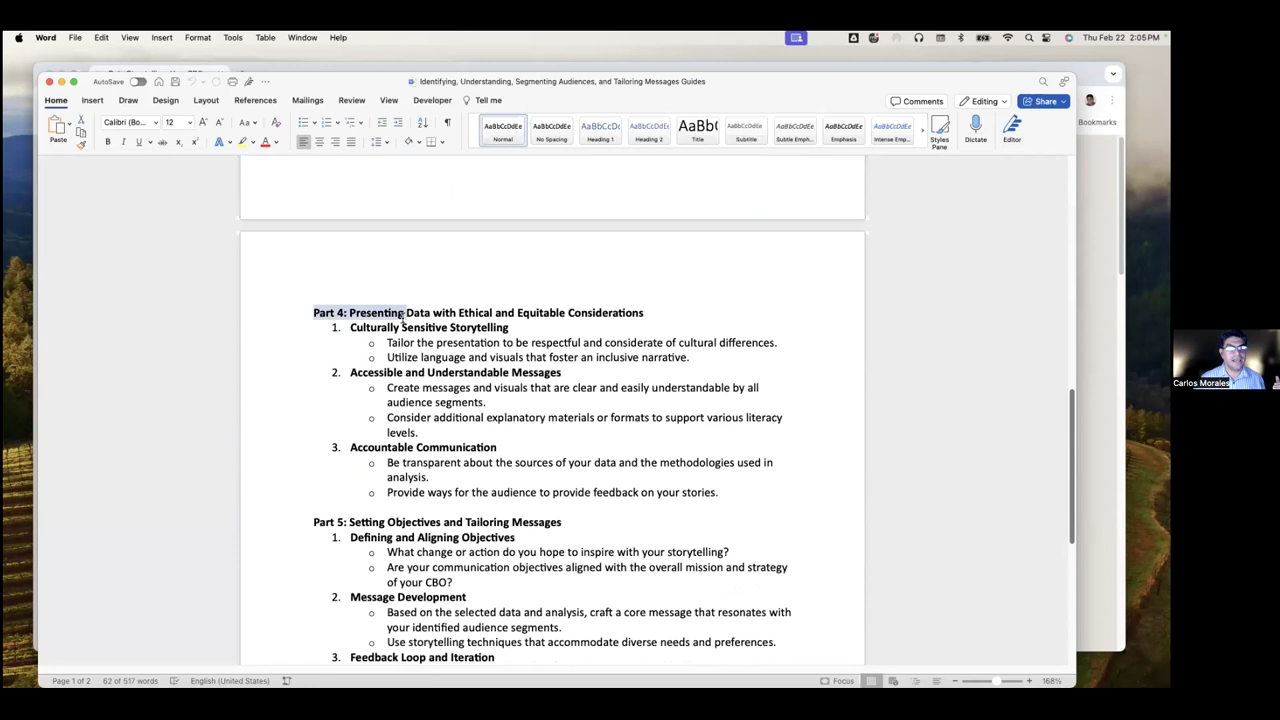 Word File Edit View Insert Format Tools Table Window Help Thu Feb 22 2:05 PM
AutoSave Identifying, Understanding, Segmenting Audiences, and Tailoring Messages Guides
Home Insert Draw Design Layout References Mailings Review View Developer Tell me Comments Editing Share
Bookmarks
Calibri (Bo... 12
Paste
AaBbCcDdEe AaBbCcDdEe AaBbCcDc AaBbCcDdE AaBb( AaBbCcDdEe AaBbCcDdEe AaBbCcDdEe AaBbCcDdEe
Normal No Spacing Heading 1 Heading 2 Title Subtitle Subtle Emph... Emphasis Intense Emp... Styles Pane Dictate Editor
Part 4: Presenting Data with Ethical and Equitable Considerations
1. Culturally Sensitive Storytelling
o Tailor the presentation to be respectful and considerate of cultural differences.
o Utilize language and visuals that foster an inclusive narrative.
2. Accessible and Understandable Messages
o Create messages and visuals that are clear and easily understandable by all
audience segments.
o Consider additional explanatory materials or formats to support various literacy
levels.
3. Accountable Communication
o Be transparent about the sources of your data and the methodologies used in
analysis.
o Provide ways for the audience to provide feedback on your stories.
Part 5: Setting Objectives and Tailoring Messages
1. Defining and Aligning Objectives
o What change or action do you hope to inspire with your storytelling?
o Are your communication objectives aligned with the overall mission and strategy
of your CBO?
2. Message Development
o Based on the selected data and analysis, craft a core message that resonates with
your identified audience segments.
o Use storytelling techniques that accommodate diverse needs and preferences.
3. Feedback Loop and Iteration
Page 1 of 2 62 of 517 words English (United States) Focus 168%
Carlos Morales